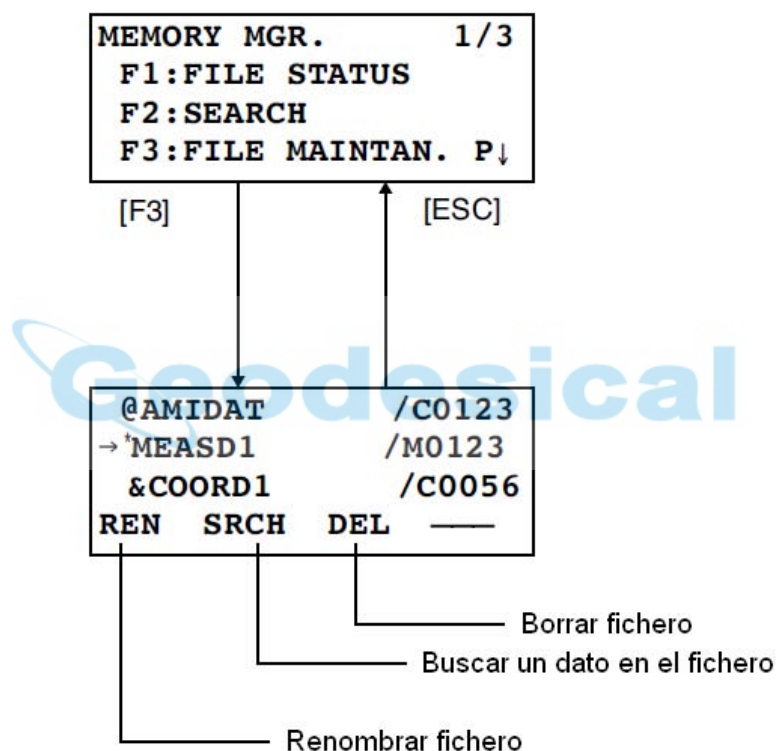 MEMORY MGR. 1/3
F1:FILE STATUS
F2:SEARCH
F3:FILE MAINTAN. P↓
[F3] [ESC]
Geodesical
@AMIDAT /C0123
→*MEASD1 /M0123
&COORD1 /C0056
REN SRCH DEL ———
Borrar fichero
Buscar un dato en el fichero
Renombrar fichero